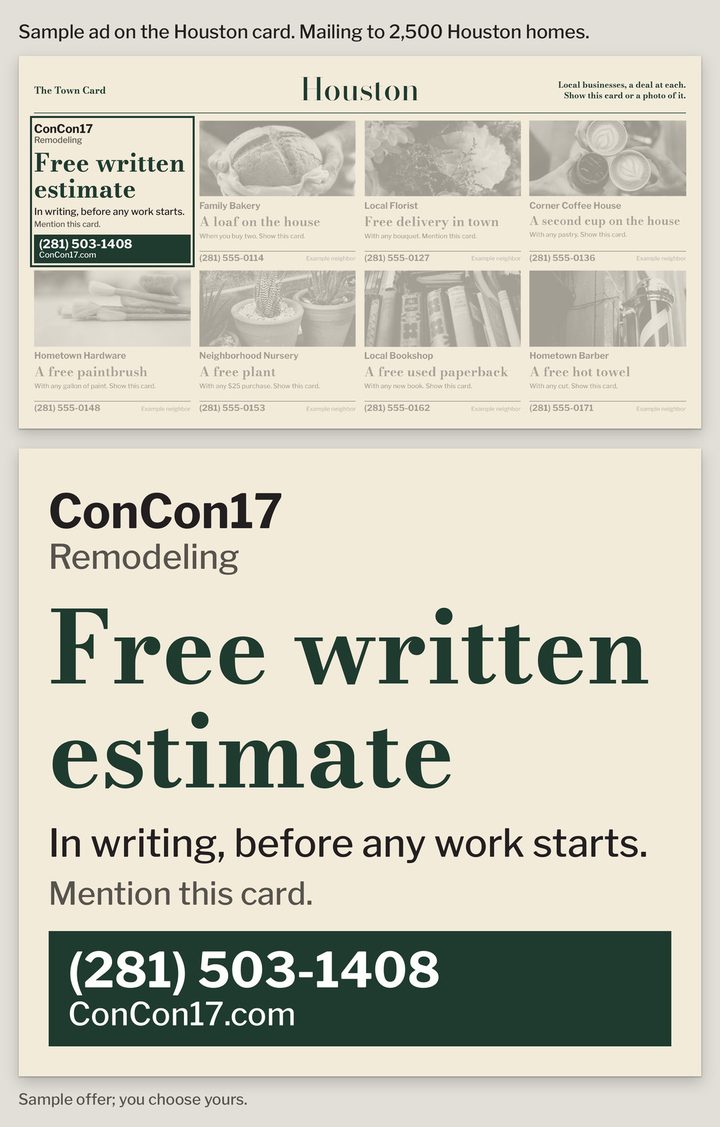 Sample ad on the Houston card. Mailing to 2,500 Houston homes.
The Town Card
Houston
Local businesses, a deal at each.
Show this card or a photo of it.
ConCon17
Remodeling
Free written
estimate
In writing, before any work starts.
Mention this card.
(281) 503-1408
ConCon17.com
Family Bakery
A loaf on the house
When you buy two. Show this card.
(281) 555-0114
Example neighbor
Local Florist
Free delivery in town
With any bouquet. Mention this card.
(281) 555-0127
Example neighbor
Corner Coffee House
A second cup on the house
With any pastry. Show this card.
(281) 555-0136
Example neighbor
Hometown Hardware
A free paintbrush
With any gallon of paint. Show this card.
(281) 555-0148
Example neighbor
Neighborhood Nursery
A free plant
With any $25 purchase. Show this card.
(281) 555-0153
Example neighbor
Local Bookshop
A free used paperback
With any new book. Show this card.
(281) 555-0162
Example neighbor
Hometown Barber
A free hot towel
With any cut. Show this card.
(281) 555-0171
Example neighbor
ConCon17
Remodeling
Free written
estimate
In writing, before any work starts.
Mention this card.
(281) 503-1408
ConCon17.com
Sample offer; you choose yours.